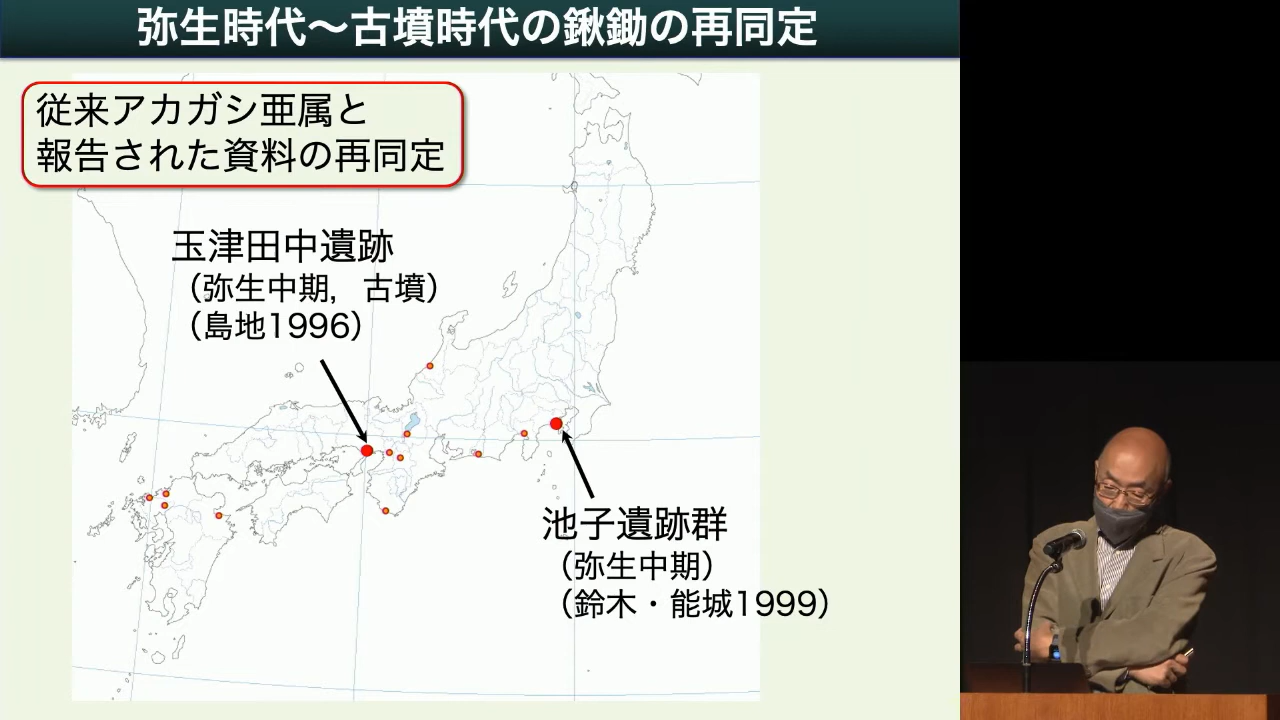 弥生時代～古墳時代の鍬鋤の再同定
従来アカガシ亜属と
報告された資料の再同定
玉津田中遺跡
（弥生中期，古墳）
（島地1996）
池子遺跡群
（弥生中期）
（鈴木・能城1999）